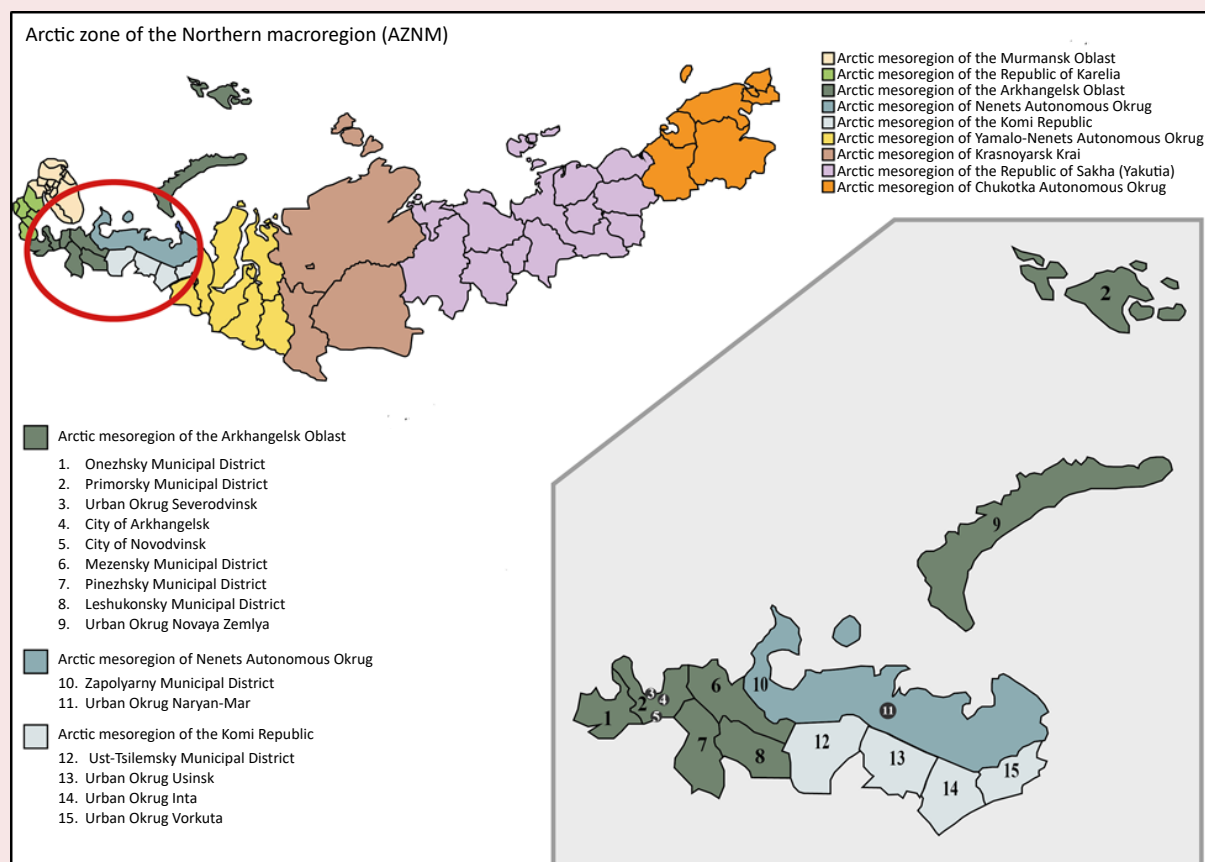 Arctic zone of the Northern macroregion (AZNM)
Arctic mesoregion of the Murmansk Oblast
Arctic mesoregion of the Republic of Karelia
Arctic mesoregion of the Arkhangelsk Oblast
Arctic mesoregion of Nenets Autonomous Okrug
Arctic mesoregion of the Komi Republic
Arctic mesoregion of Yamalo-Nenets Autonomous Okrug
Arctic mesoregion of Krasnoyarsk Krai
Arctic mesoregion of the Republic of Sakha (Yakutia)
Arctic mesoregion of Chukotka Autonomous Okrug
Arctic mesoregion of the Arkhangelsk Oblast
1. Onezhsky Municipal District
2. Primorsky Municipal District
3. Urban Okrug Severodvinsk
4. City of Arkhangelsk
5. City of Novodvinsk
6. Mezensky Municipal District
7. Pinezhsky Municipal District
8. Leshukonsky Municipal District
9. Urban Okrug Novaya Zemlya
Arctic mesoregion of Nenets Autonomous Okrug
10. Zapolyarny Municipal District
11. Urban Okrug Naryan-Mar
Arctic mesoregion of the Komi Republic
12. Ust-Tsilemsky Municipal District
13. Urban Okrug Usinsk
14. Urban Okrug Inta
15. Urban Okrug Vorkuta
2
9
10
6
3
4
2
1
5
11
7
8
12
13
14
15